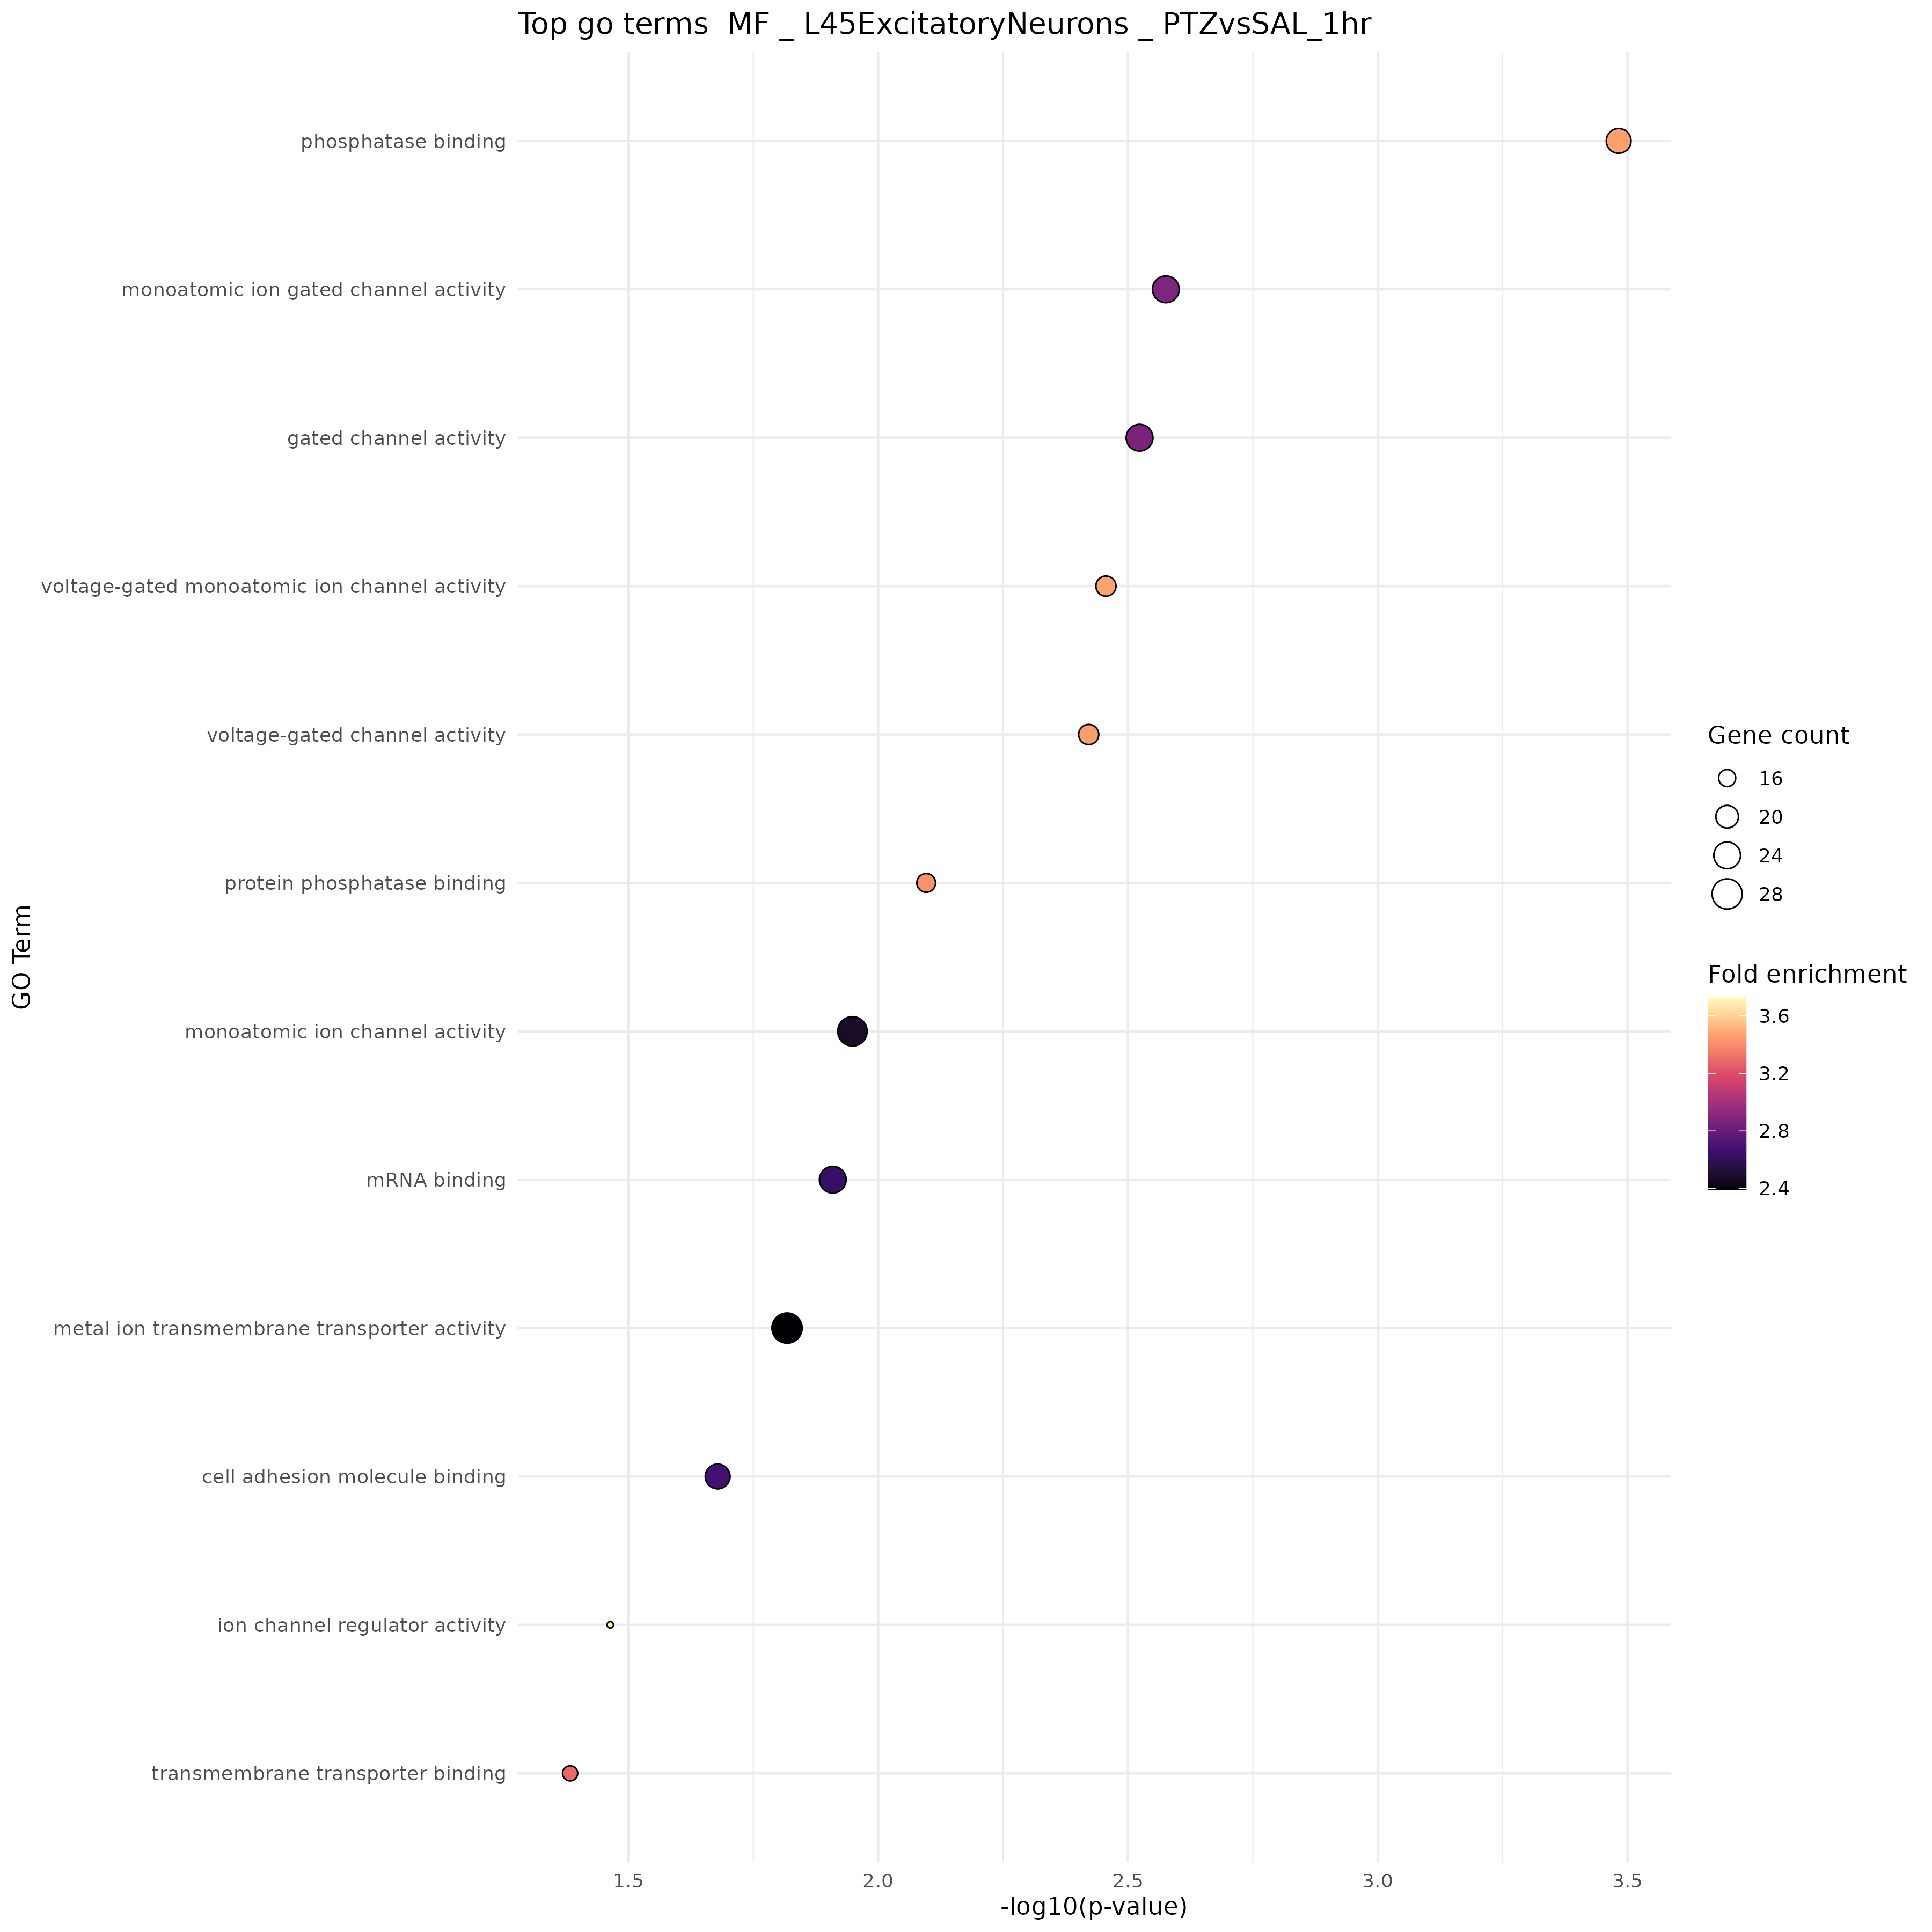 Top go terms  MF _ L45ExcitatoryNeurons _ PTZvsSAL_1hr
GO Term
phosphatase binding
monoatomic ion gated channel activity
gated channel activity
voltage-gated monoatomic ion channel activity
voltage-gated channel activity
protein phosphatase binding
monoatomic ion channel activity
mRNA binding
metal ion transmembrane transporter activity
cell adhesion molecule binding
ion channel regulator activity
transmembrane transporter binding
1.5 2.0 2.5 3.0 3.5
-log10(p-value)
Gene count
16
20
24
28
Fold enrichment
3.6
3.2
2.8
2.4